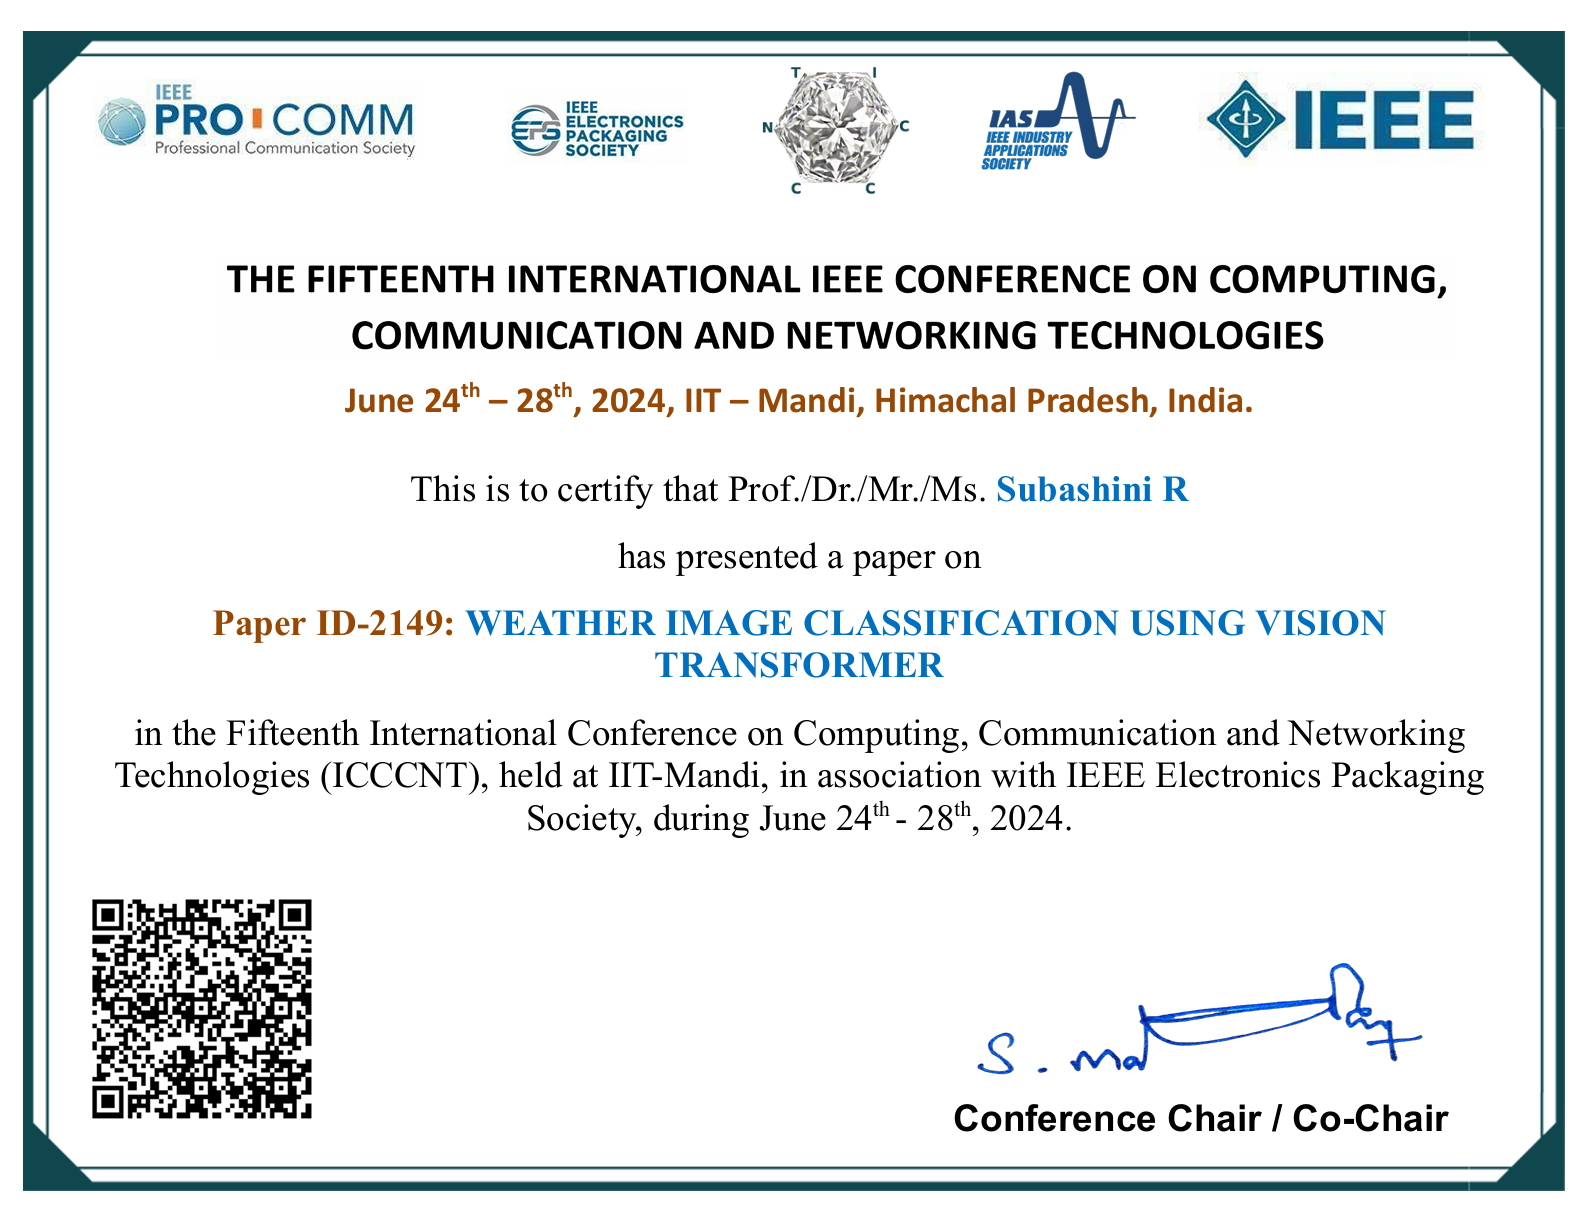 IEEE
PRO COMM
Professional Communication Society
EPS
IEEE
ELECTRONICS
PACKAGING
SOCIETY
T I
N C
C C
IAS
IEEE INDUSTRY
APPLICATIONS
SOCIETY
IEEE
THE FIFTEENTH INTERNATIONAL IEEE CONFERENCE ON COMPUTING,
COMMUNICATION AND NETWORKING TECHNOLOGIES
June 24th – 28th, 2024, IIT – Mandi, Himachal Pradesh, India.
This is to certify that Prof./Dr./Mr./Ms. Subashini R
has presented a paper on
Paper ID-2149: WEATHER IMAGE CLASSIFICATION USING VISION
TRANSFORMER
in the Fifteenth International Conference on Computing, Communication and Networking
Technologies (ICCCNT), held at IIT-Mandi, in association with IEEE Electronics Packaging
Society, during June 24th - 28th, 2024.
S.
Conference Chair / Co-Chair